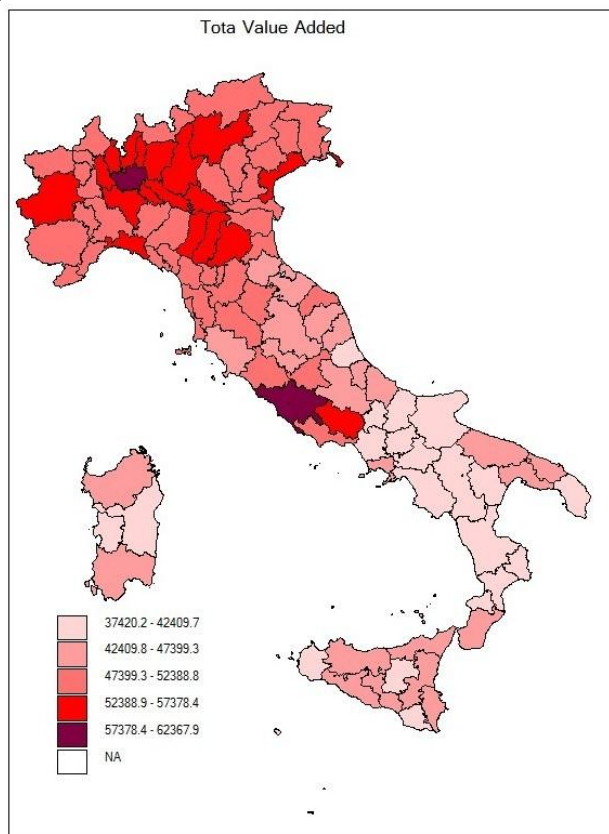 Tota Value Added
37420.2 - 42409.7
42409.8 - 47399.3
47399.3 - 52388.8
52388.9 - 57378.4
57378.4 - 62367.9
NA